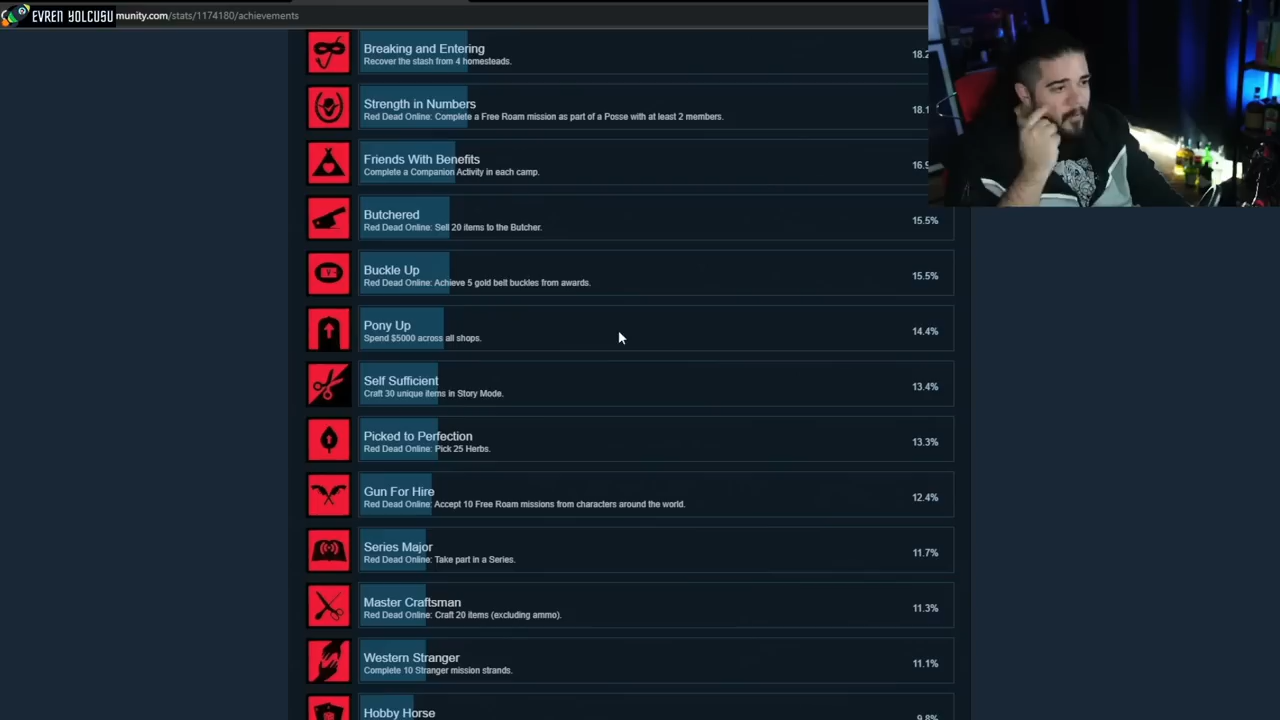 EVREN YOLCUSU
munity.com/stats/1174180/achievements
Breaking and Entering
Recover the stash from 4 homesteads.
18.2
Strength in Numbers
Red Dead Online: Complete a Free Roam mission as part of a Posse with at least 2 members.
18.1
Friends With Benefits
Complete a Companion Activity in each camp.
16.9
Butchered
Red Dead Online: Sell 20 items to the Butcher.
15.5%
Buckle Up
Red Dead Online: Achieve 5 gold belt buckles from awards.
15.5%
Pony Up
Spend $5000 across all shops.
14.4%
Self Sufficient
Craft 30 unique items in Story Mode.
13.4%
Picked to Perfection
Red Dead Online: Pick 25 Herbs.
13.3%
Gun For Hire
Red Dead Online: Accept 10 Free Roam missions from characters around the world.
12.4%
Series Major
Red Dead Online: Take part in a Series.
11.7%
Master Craftsman
Red Dead Online: Craft 20 items (excluding ammo).
11.3%
Western Stranger
Complete 10 Stranger mission strands.
11.1%
Hobby Horse
9.8%